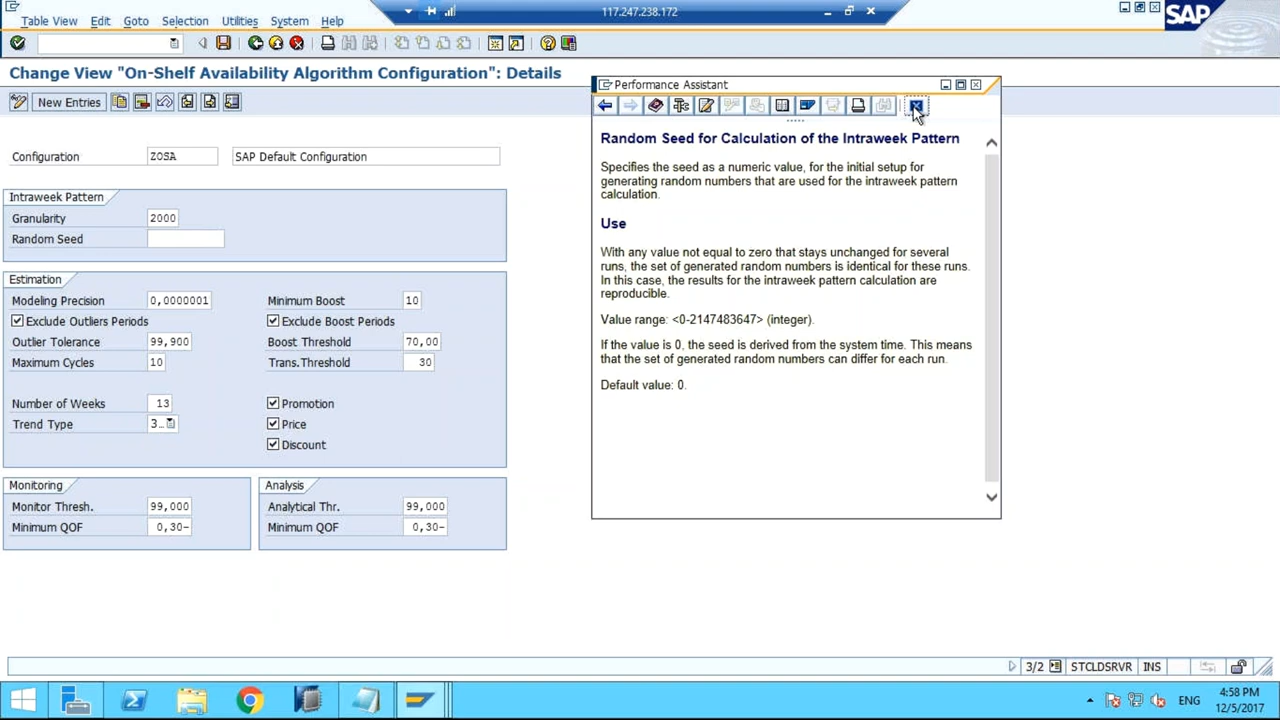 117.247.238.172
Table View Edit Goto Selection Utilities System Help
SAP
Change View "On-Shelf Availability Algorithm Configuration": Details
New Entries
Configuration ZOSA SAP Default Configuration
Intraweek Pattern
Granularity 2000
Random Seed
Estimation
Modeling Precision 0,0000001 Minimum Boost 10
Exclude Outliers Periods Exclude Boost Periods
Outlier Tolerance 99,900 Boost Threshold 70,00
Maximum Cycles 10 Trans.Threshold 30
Number of Weeks 13 Promotion
Trend Type 3.. Price
Discount
Monitoring Analysis
Monitor Thresh. 99,000 Analytical Thr. 99,000
Minimum QOF 0,30- Minimum QOF 0,30-
Performance Assistant
Random Seed for Calculation of the Intraweek Pattern
Specifies the seed as a numeric value, for the initial setup for
generating random numbers that are used for the intraweek pattern
calculation.
Use
With any value not equal to zero that stays unchanged for several
runs, the set of generated random numbers is identical for these runs.
In this case, the results for the intraweek pattern calculation are
reproducible.
Value range: <0-2147483647> (integer).
If the value is 0, the seed is derived from the system time. This means
that the set of generated random numbers can differ for each run.
Default value: 0.
3/2 STCLDSRVR INS
ENG 4:58 PM
12/5/2017